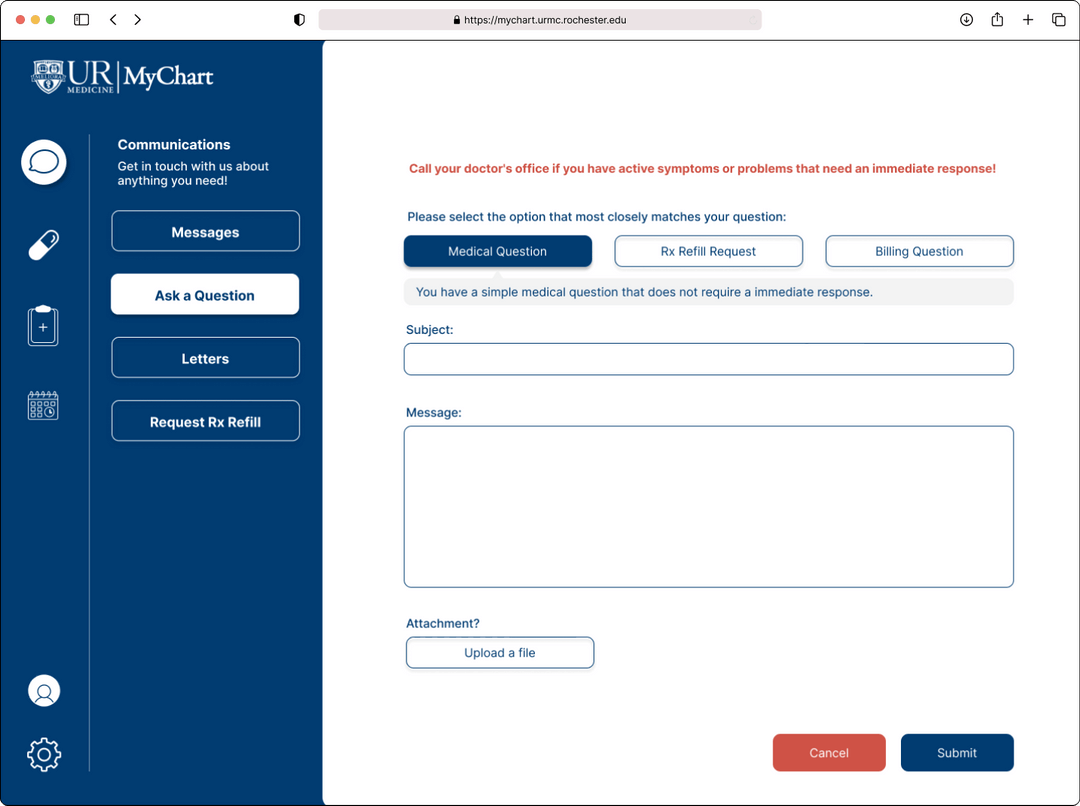 https://mychart.urmc.rochester.edu
UR MEDICINE | MyChart
Communications
Get in touch with us about
anything you need!
Messages
Ask a Question
Letters
Request Rx Refill
Call your doctor's office if you have active symptoms or problems that need an immediate response!
Please select the option that most closely matches your question:
Medical Question
Rx Refill Request
Billing Question
You have a simple medical question that does not require a immediate response.
Subject:
Message:
Attachment?
Upload a file
Cancel
Submit